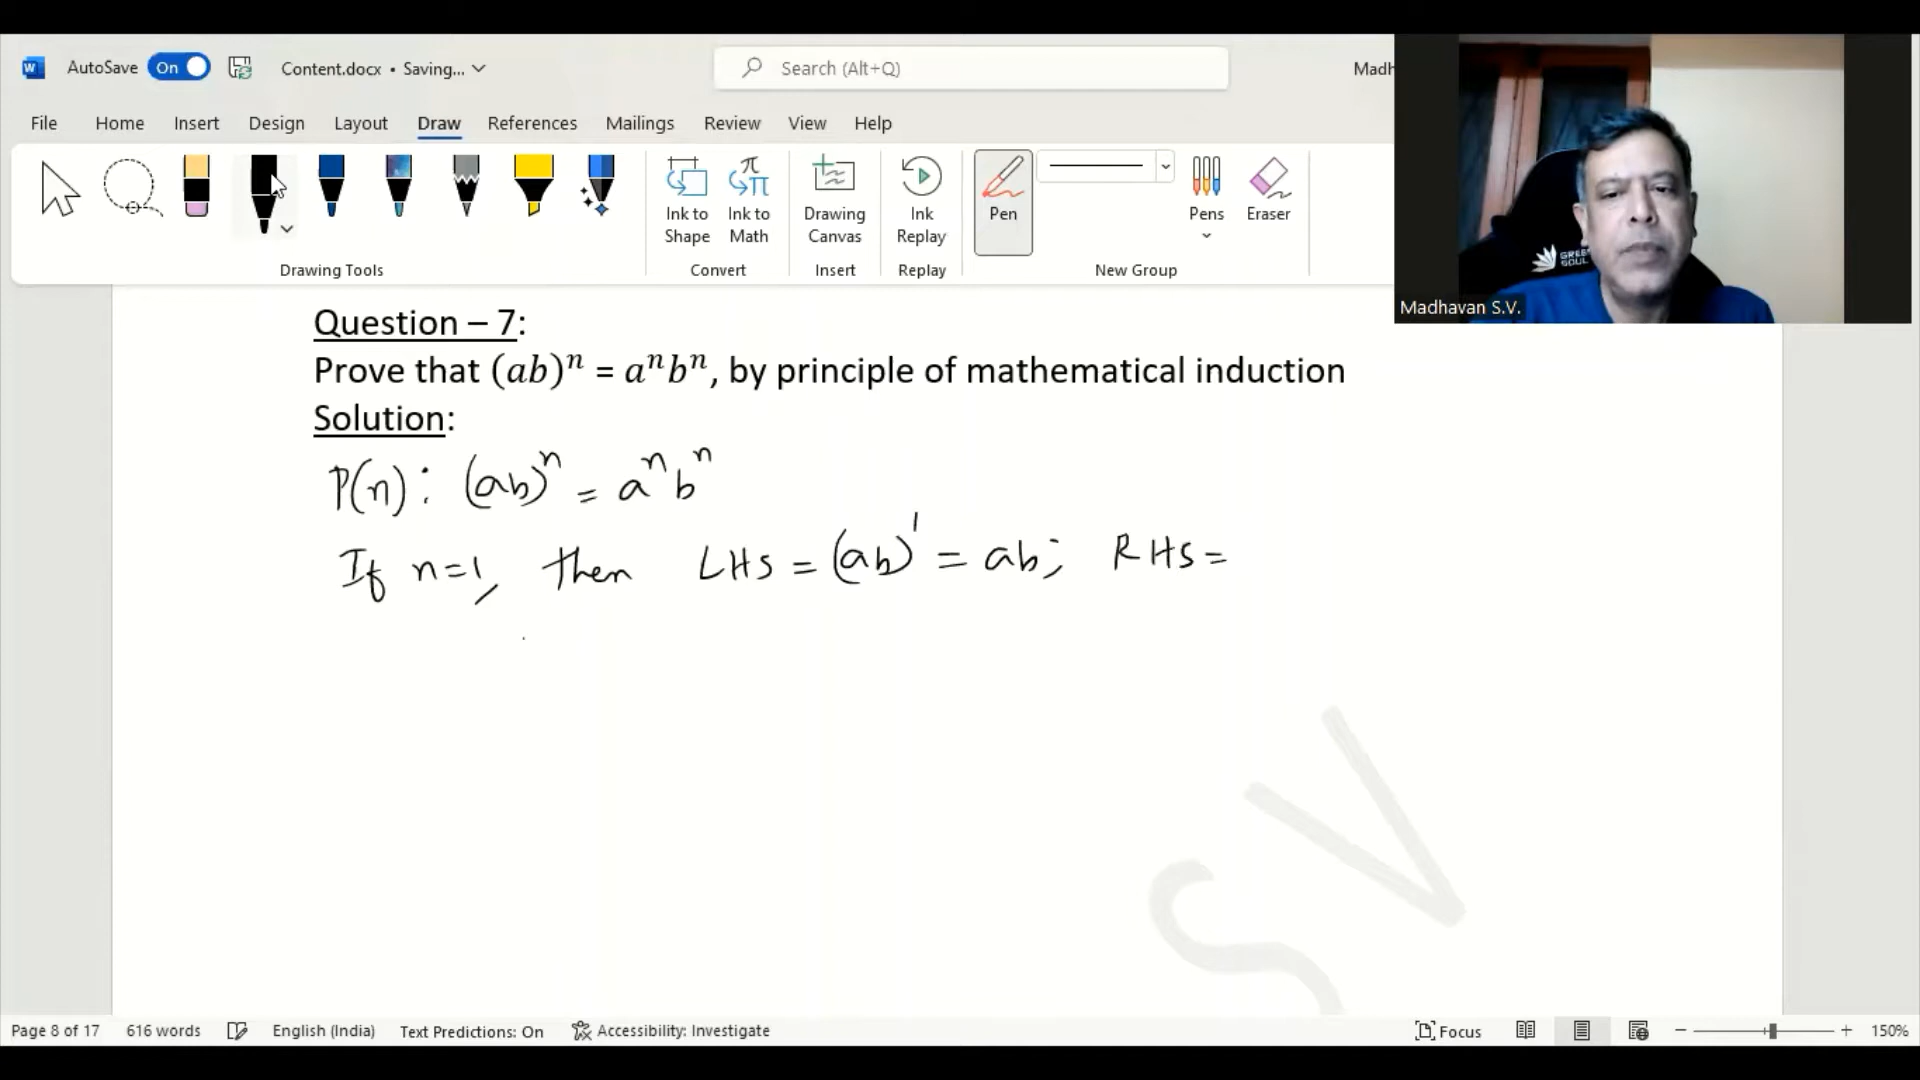 AutoSave On Content.docx • Saving... Search (Alt+Q) Madh
File Home Insert Design Layout Draw References Mailings Review View Help
Ink to Shape Ink to Math Drawing Canvas Ink Replay Pen Pens Eraser
Drawing Tools Convert Insert Replay New Group
GREEN SOUL
Madhavan S.V.
Question – 7:
Prove that (ab)ⁿ = aⁿbⁿ, by principle of mathematical induction
Solution:
P(n): (ab)ⁿ = aⁿbⁿ
If n=1, then LHS = (ab)¹ = ab; RHS =
SV
Page 8 of 17 616 words English (India) Text Predictions: On Accessibility: Investigate Focus 150%